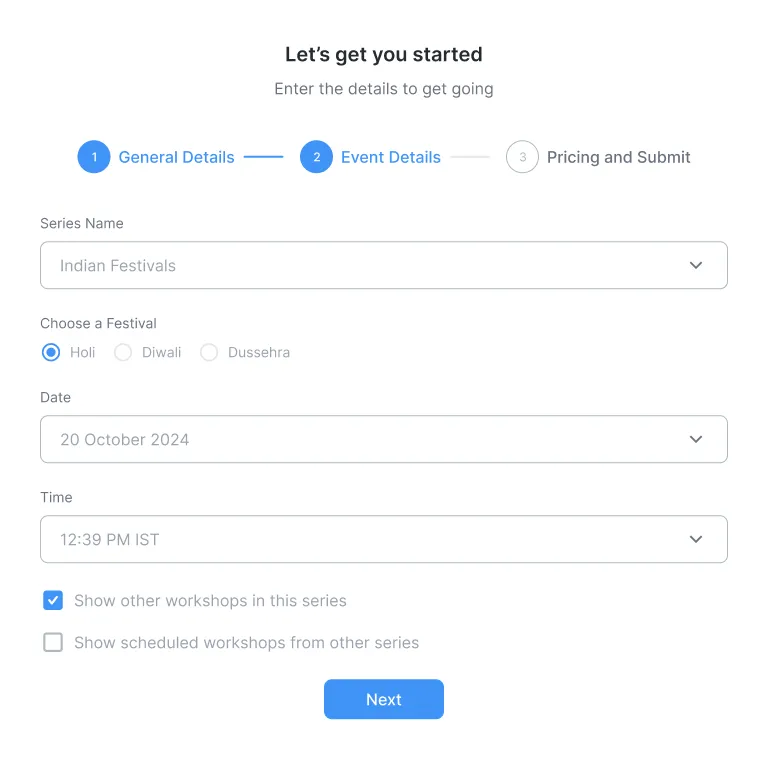 Let’s get you started
Enter the details to get going
1 General Details 2 Event Details 3 Pricing and Submit
Series Name
Indian Festivals
Choose a Festival
Holi Diwali Dussehra
Date
20 October 2024
Time
12:39 PM IST
Show other workshops in this series
Show scheduled workshops from other series
Next